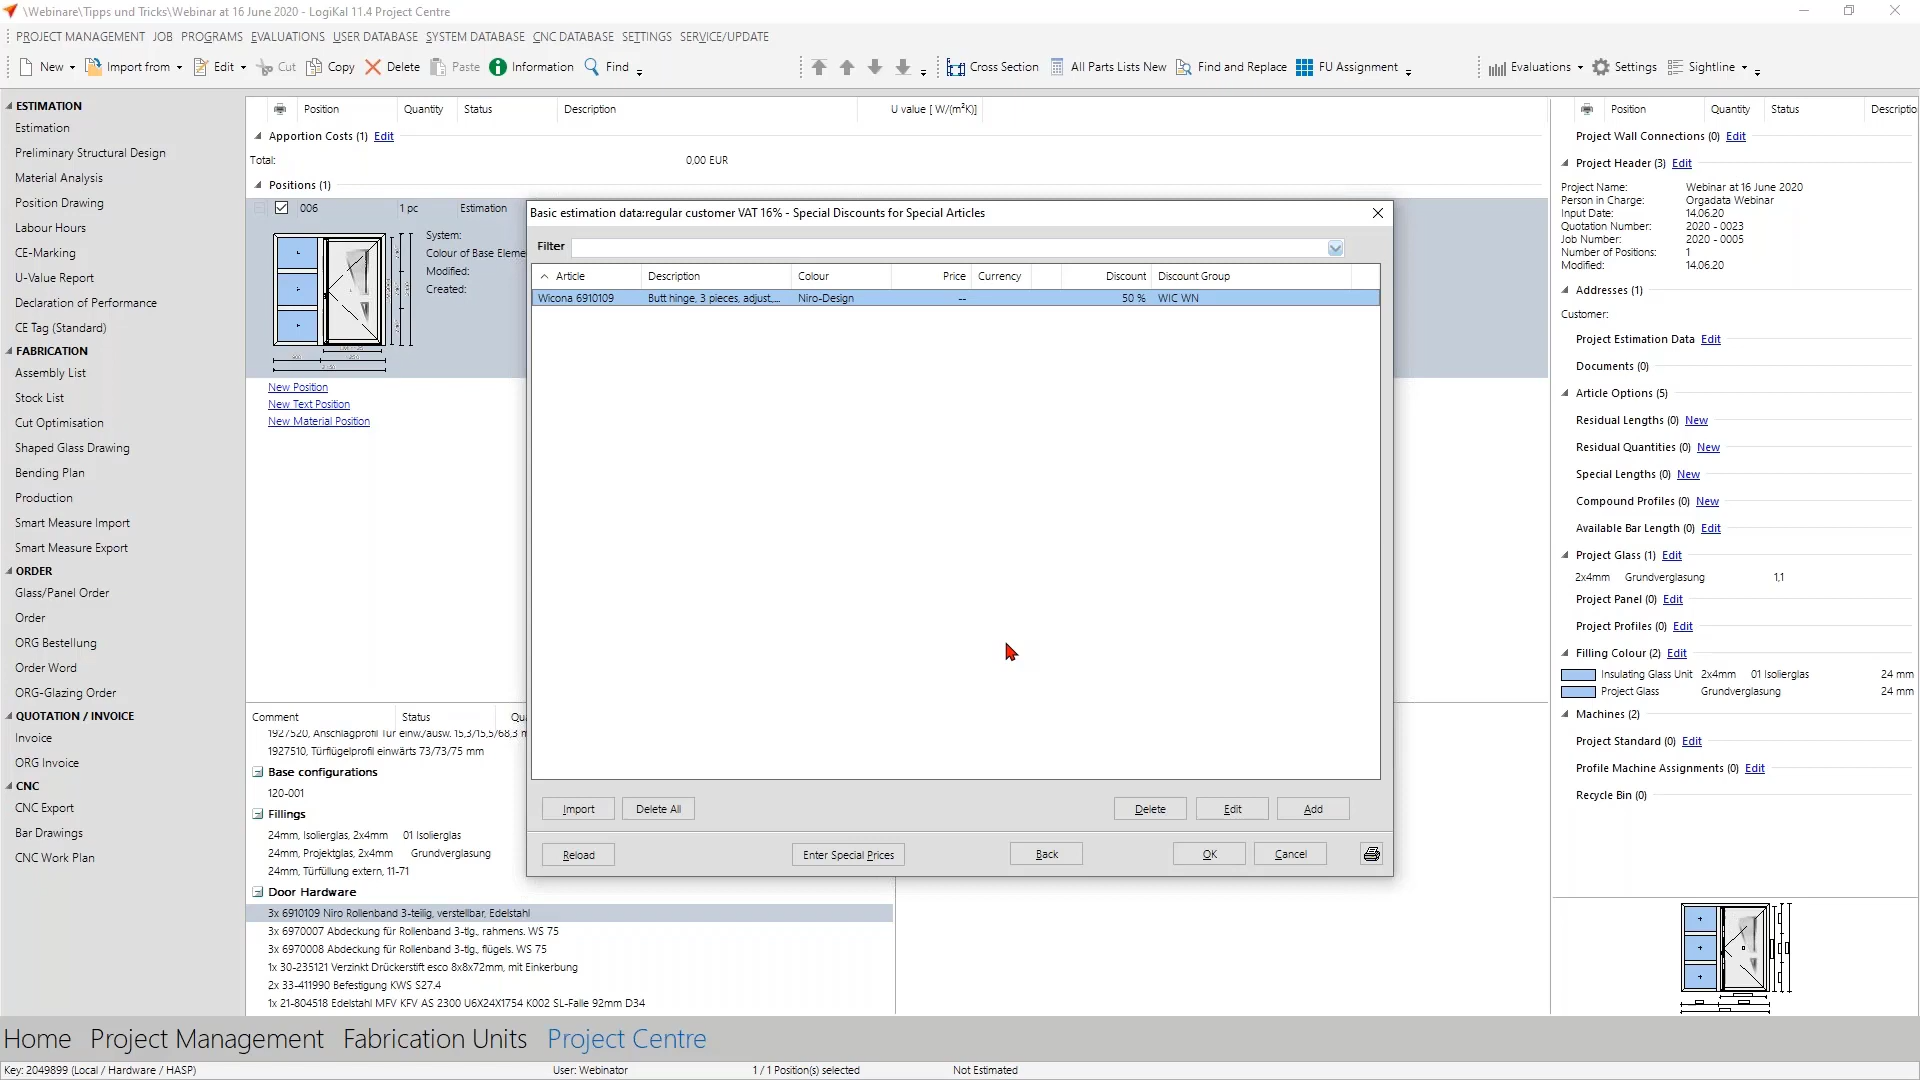 \Webinare\Tipps und Tricks\Webinar at 16 June 2020 - LogiKal 11.4 Project Centre
PROJECT MANAGEMENT JOB PROGRAMS EVALUATIONS USER DATABASE SYSTEM DATABASE CNC DATABASE SETTINGS SERVICE/UPDATE
New Import from Edit Cut Copy Delete Paste Information Find Cross Section All Parts Lists New Find and Replace FU Assignment Evaluations Settings Sightline
ESTIMATION
Estimation
Preliminary Structural Design
Material Analysis
Position Drawing
Labour Hours
CE-Marking
U-Value Report
Declaration of Performance
CE Tag (Standard)
FABRICATION
Assembly List
Stock List
Cut Optimisation
Shaped Glass Drawing
Bending Plan
Production
Smart Measure Import
Smart Measure Export
ORDER
Glass/Panel Order
Order
ORG Bestellung
Order Word
ORG-Glazing Order
QUOTATION / INVOICE
Invoice
ORG Invoice
CNC
CNC Export
Bar Drawings
CNC Work Plan
Position Quantity Status Description U value [ W/(m²K)]
Apportion Costs (1) Edit
Total: 0,00 EUR
Positions (1)
006 1 pc Estimation
System:
Colour of Base Eleme
Modified:
Created:
New Position
New Text Position
New Material Position
Comment Status Qu
1927520, Anschlagprofil für einw./ausw. 15,3/15,5/68,3 m
1927510, Türflügelprofil einwärts 73/73/75 mm
Base configurations
120-001
Fillings
24mm, Isolierglas, 2x4mm 01 Isolierglas
24mm, Projektglas, 2x4mm Grundverglasung
24mm, Türfüllung extern, 11-71
Door Hardware
3x 6910109 Niro Rollenband 3-teilig, verstellbar, Edelstahl
3x 6970007 Abdeckung für Rollenband 3-tlg., rahmens. WS 75
3x 6970008 Abdeckung für Rollenband 3-tlg., flügels. WS 75
1x 30-235121 Verzinkt Drückerstift esco 8x8x72mm, mit Einkerbung
2x 33-411990 Befestigung KWS S27.4
1x 21-804518 Edelstahl MFV KFV AS 2300 U6X24X1754 K002 SL-Falle 92mm D34
Basic estimation data:regular customer VAT 16% - Special Discounts for Special Articles
Filter
Article Description Colour Price Currency Discount Discount Group
Wicona 6910109 Butt hinge, 3 pieces, adjust.,... Niro-Design -- 50 % WIC WN
Import Delete All Delete Edit Add
Reload Enter Special Prices Back OK Cancel
Position Quantity Status Descriptio
Project Wall Connections (0) Edit
Project Header (3) Edit
Project Name: Webinar at 16 June 2020
Person in Charge: Orgadata Webinar
Input Date: 14.06.20
Quotation Number: 2020 - 0023
Job Number: 2020 - 0005
Number of Positions: 1
Modified: 14.06.20
Addresses (1)
Customer:
Project Estimation Data Edit
Documents (0)
Article Options (5)
Residual Lengths (0) New
Residual Quantities (0) New
Special Lengths (0) New
Compound Profiles (0) New
Available Bar Length (0) Edit
Project Glass (1) Edit
2x4mm Grundverglasung 1,1
Project Panel (0) Edit
Project Profiles (0) Edit
Filling Colour (2) Edit
Insulating Glass Unit 2x4mm 01 Isolierglas 24 mm
Project Glass Grundverglasung 24 mm
Machines (2)
Project Standard (0) Edit
Profile Machine Assignments (0) Edit
Recycle Bin (0)
Home Project Management Fabrication Units Project Centre
Key: 2049899 (Local / Hardware / HASP) User: Webinator 1 / 1 Position(s) selected Not Estimated